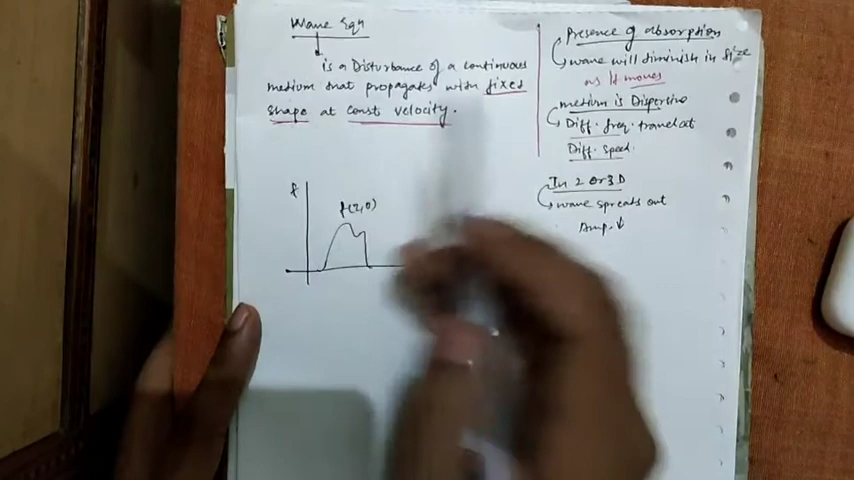 Wave Eqn
is a Disturbance of a continuous
medium that propagates with fixed
shape at const velocity.
f
f(z,0)
Presence of absorption
wave will diminish in size
as it moves
medium is Dispersive
Diff. freq. travel at
Diff. speed.
In 2 or 3D
wave spreads out
Amp. ↓